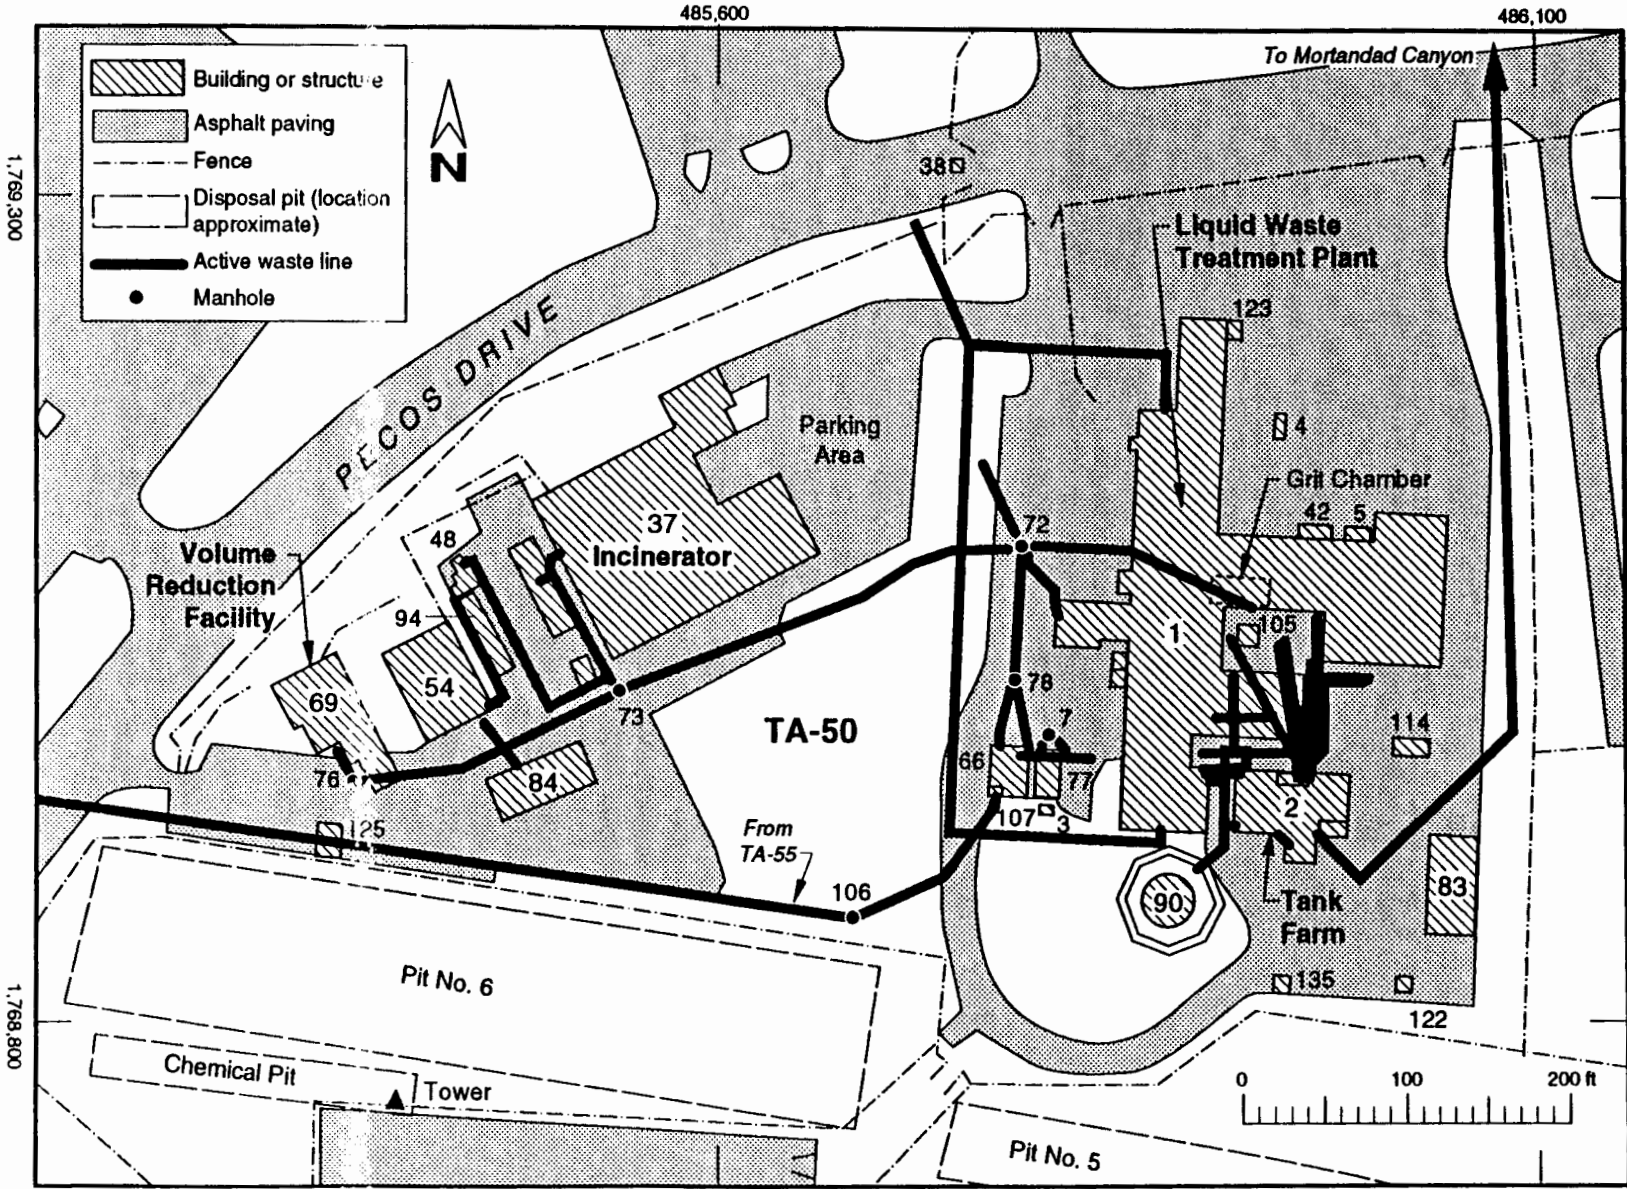 485,600
486,100
To Mortandad Canyon
Building or structure
Asphalt paving
Fence
Disposal pit (location
approximate)
Active waste line
Manhole
N
1,769,300
38
Liquid Waste
Treatment Plant
123
PECOS DRIVE
Parking
Area
4
Grit Chamber
42
5
37
Incinerator
72
48
Volume
Reduction
Facility
94
105
1
54
69
78
73
TA-50
7
114
66
77
76
84
2
107
3
125
From
TA-55
106
83
90
Tank
Farm
Pit No. 6
135
122
1,768,800
Chemical Pit
Tower
0
100
200 ft
Pit No. 5